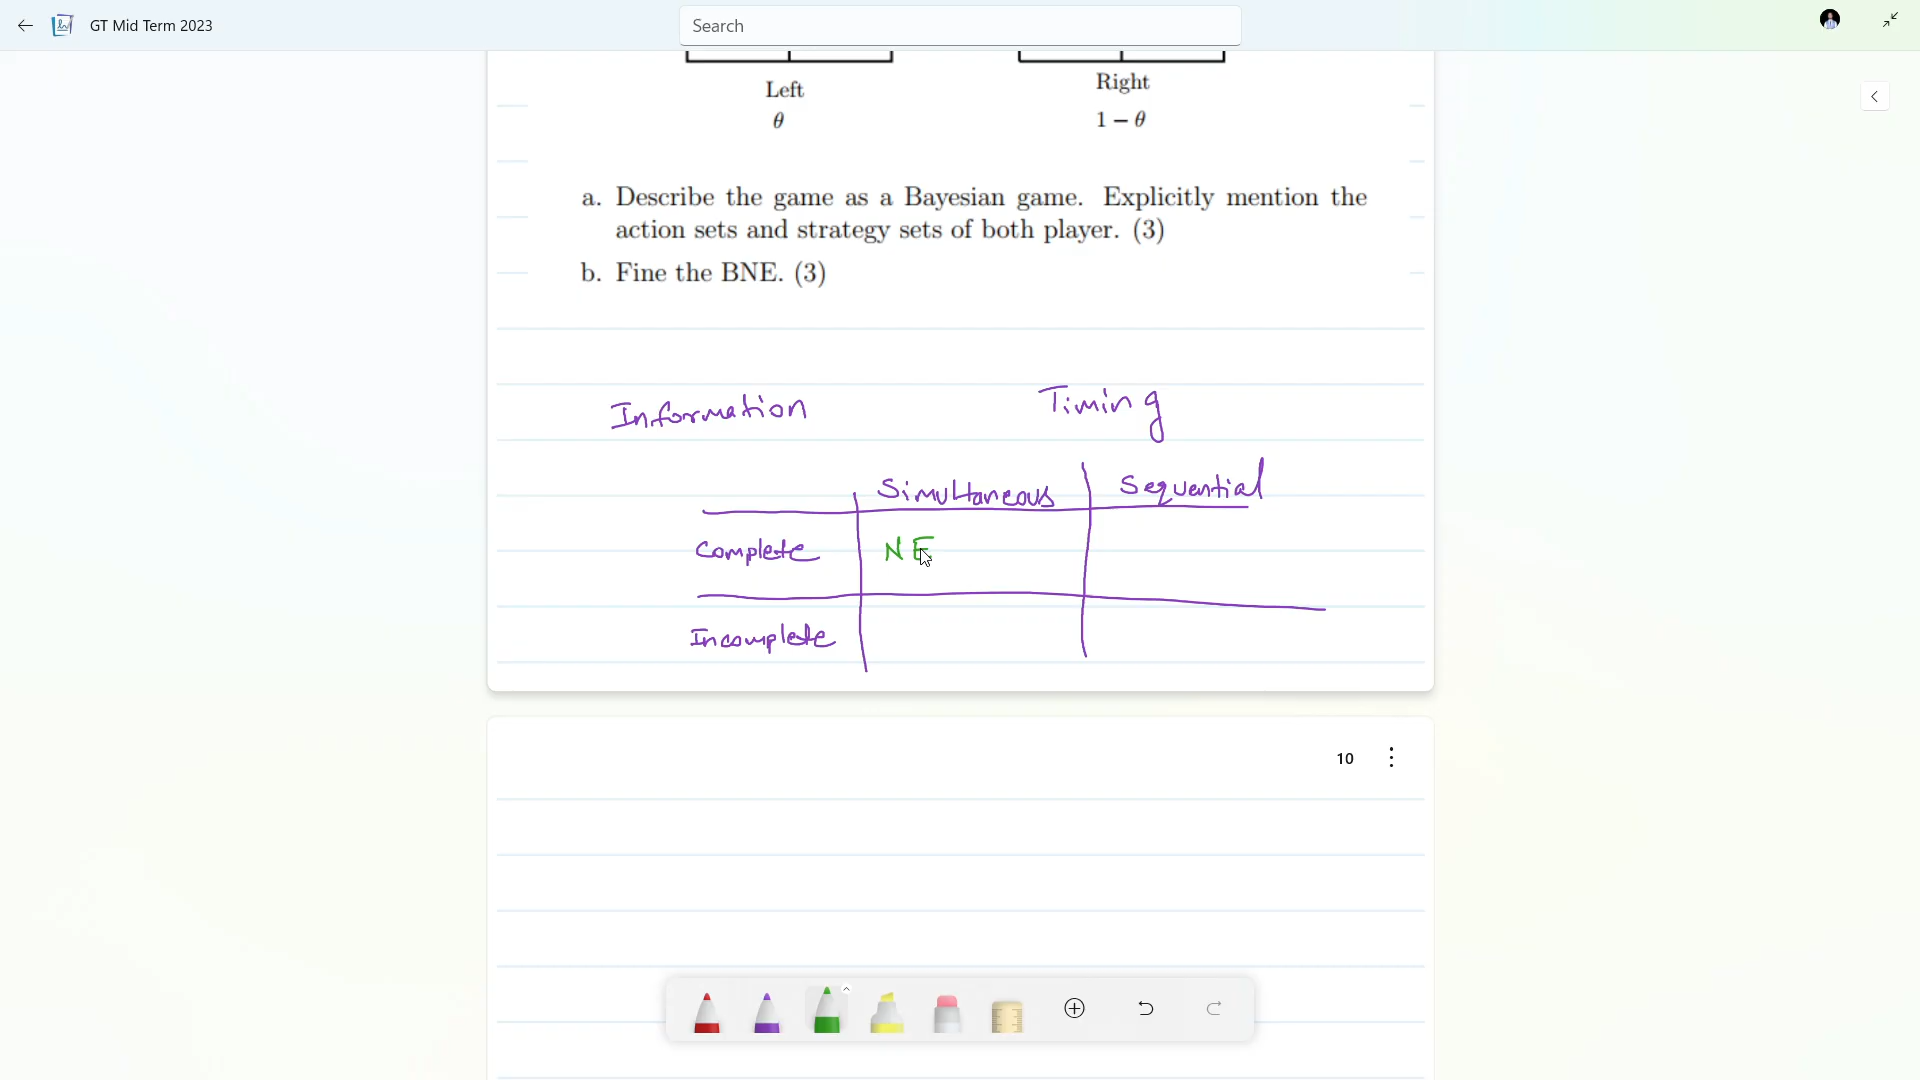 GT Mid Term 2023
Search
Left
Right
θ
1 − θ
a. Describe the game as a Bayesian game. Explicitly mention the
action sets and strategy sets of both player. (3)
b. Fine the BNE. (3)
Information
Timing
Simultaneous
Sequential
Complete
N E
Incomplete
10